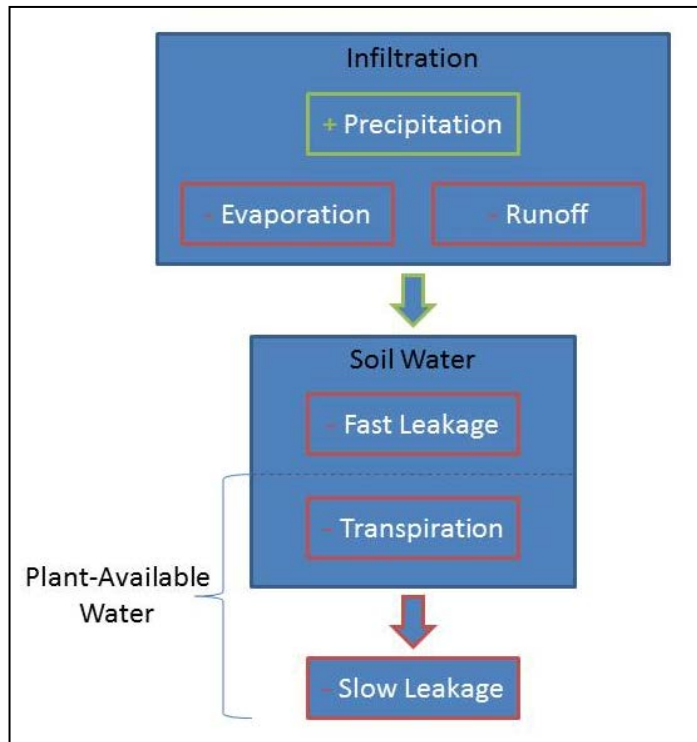 Infiltration
+ Precipitation
- Evaporation
- Runoff
Soil Water
- Fast Leakage
- Transpiration
Plant-Available
Water
- Slow Leakage